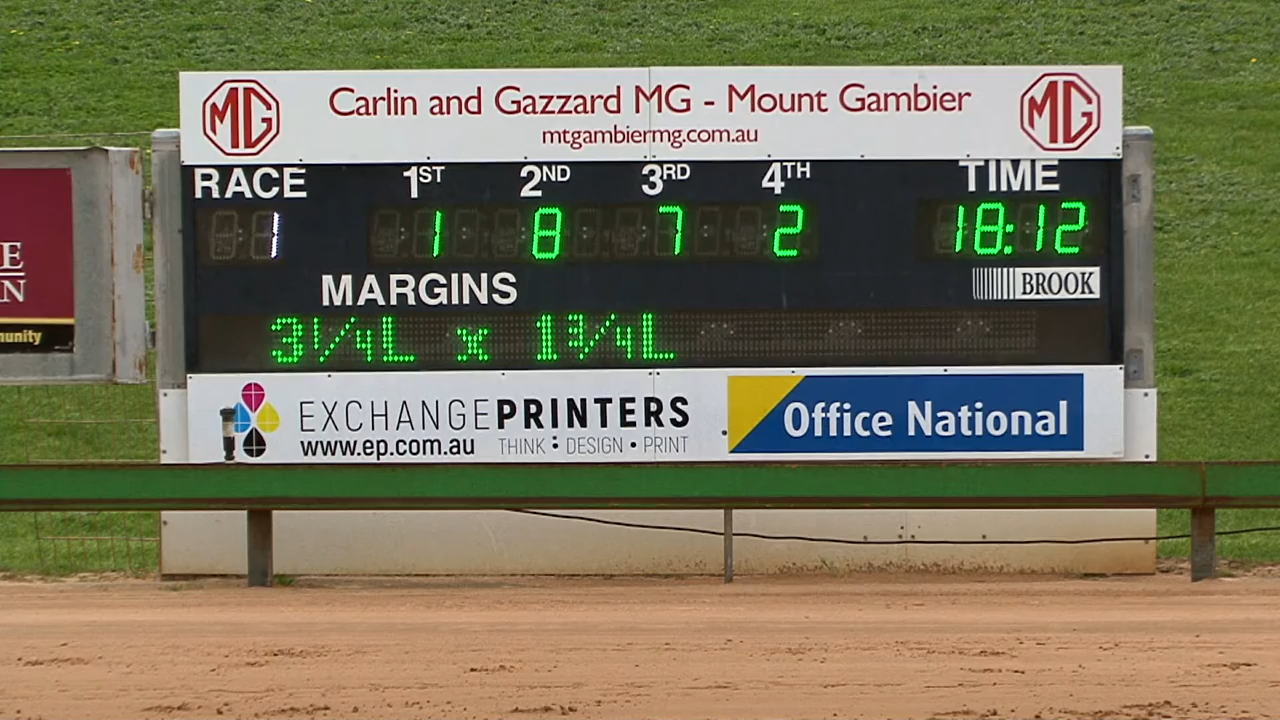 MG Carlin and Gazzard MG - Mount Gambier MG
mtgambiermg.com.au
RACE 1ST 2ND 3RD 4TH TIME
1 1 8 7 2 18:12
MARGINS BROOK
3¼L x 1¾L
EXCHANGEPRINTERS
www.ep.com.au THINK : DESIGN • PRINT
Office National
E
N
unity